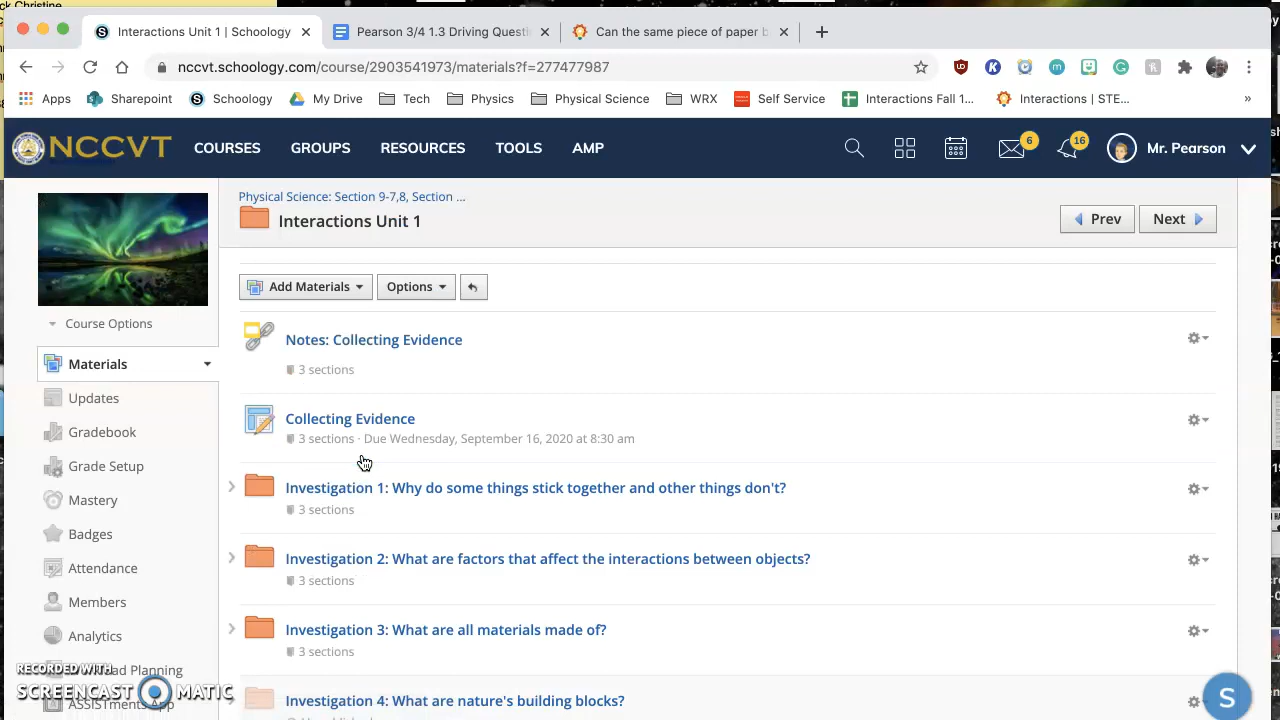 ck Christine
Interactions Unit 1 | Schoology
Pearson 3/4 1.3 Driving Questi
Can the same piece of paper b
nccvt.schoology.com/course/2903541973/materials?f=277477987
Apps
Sharepoint
Schoology
My Drive
Tech
Physics
Physical Science
WRX
Self Service
Interactions Fall 1...
Interactions | STE...
»
NCCVT
COURSES
GROUPS
RESOURCES
TOOLS
AMP
6
16
Mr. Pearson
Physical Science: Section 9-7,8, Section ...
Interactions Unit 1
Prev
Next
Course Options
Materials
Updates
Gradebook
Grade Setup
Mastery
Badges
Attendance
Members
Analytics
Workload Planning
ASSISTments App
Add Materials
Options
Notes: Collecting Evidence
3 sections
Collecting Evidence
3 sections · Due Wednesday, September 16, 2020 at 8:30 am
Investigation 1: Why do some things stick together and other things don't?
3 sections
Investigation 2: What are factors that affect the interactions between objects?
3 sections
Investigation 3: What are all materials made of?
3 sections
Investigation 4: What are nature's building blocks?
RECORDED WITH
SCREENCAST MATIC
S